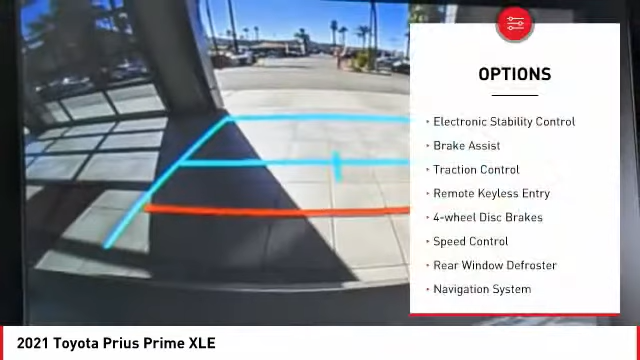 OPTIONS
• Electronic Stability Control
• Brake Assist
• Traction Control
• Remote Keyless Entry
• 4-wheel Disc Brakes
• Speed Control
• Rear Window Defroster
• Navigation System
2021 Toyota Prius Prime XLE